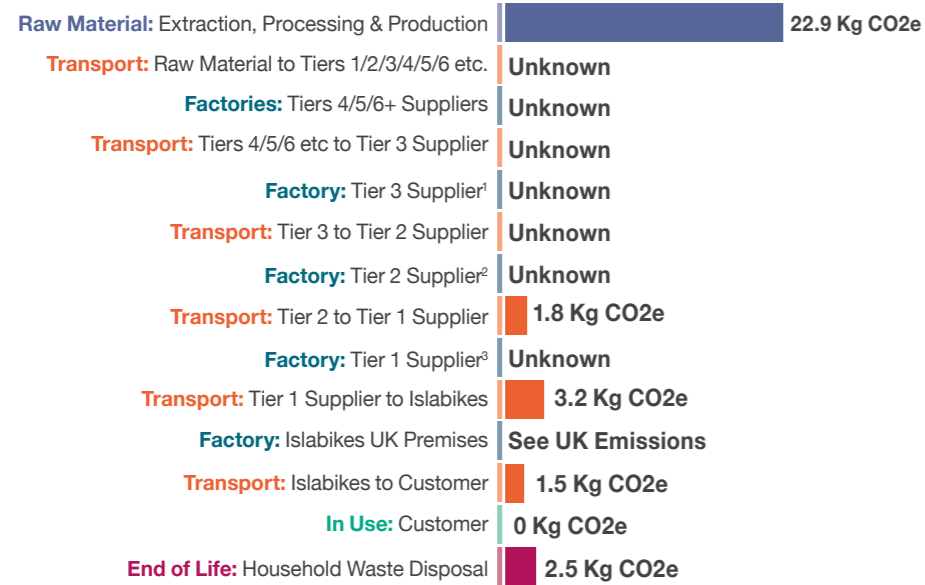 Raw Material: Extraction, Processing & Production 22.9 Kg CO2e
Transport: Raw Material to Tiers 1/2/3/4/5/6 etc. Unknown
Factories: Tiers 4/5/6+ Suppliers Unknown
Transport: Tiers 4/5/6 etc to Tier 3 Supplier Unknown
Factory: Tier 3 Supplier¹ Unknown
Transport: Tier 3 to Tier 2 Supplier Unknown
Factory: Tier 2 Supplier² Unknown
Transport: Tier 2 to Tier 1 Supplier 1.8 Kg CO2e
Factory: Tier 1 Supplier³ Unknown
Transport: Tier 1 Supplier to Islabikes 3.2 Kg CO2e
Factory: Islabikes UK Premises See UK Emissions
Transport: Islabikes to Customer 1.5 Kg CO2e
In Use: Customer 0 Kg CO2e
End of Life: Household Waste Disposal 2.5 Kg CO2e